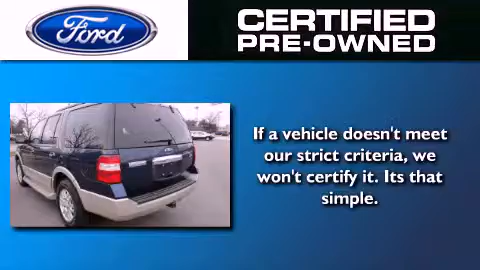 Ford
CERTIFIED
PRE-OWNED
If a vehicle doesn't meet
our strict criteria, we
won't certify it. Its that
simple.